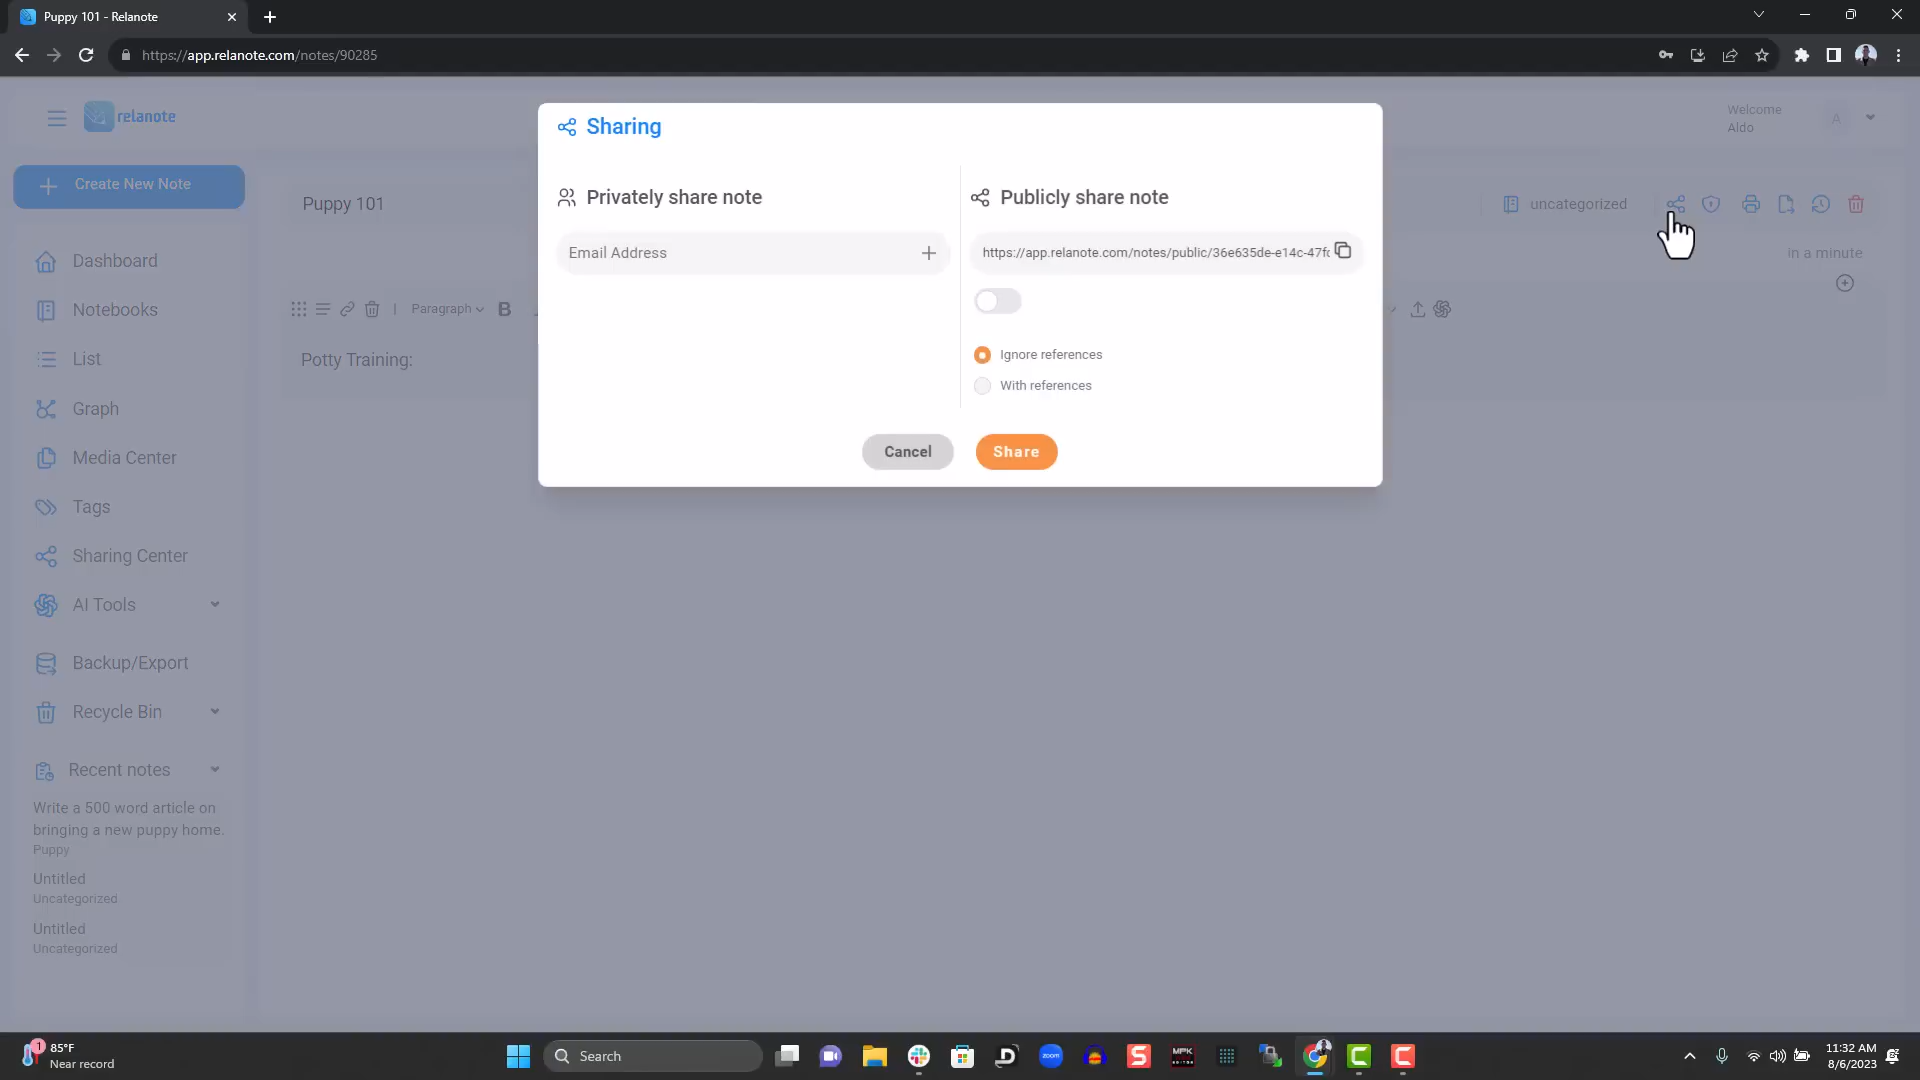 Puppy 101 - Relanote
https://app.relanote.com/notes/90285
relanote
Welcome
Aldo
A
Create New Note
Dashboard
Notebooks
List
Graph
Media Center
Tags
Sharing Center
AI Tools
Backup/Export
Recycle Bin
Recent notes
Write a 500 word article on
bringing a new puppy home.
Puppy
Untitled
Uncategorized
Untitled
Uncategorized
Puppy 101
uncategorized
in a minute
Paragraph
B
Potty Training:
Sharing
Privately share note
Email Address
Publicly share note
https://app.relanote.com/notes/public/36e635de-e14c-47f
Ignore references
With references
Cancel
Share
1
85°F
Near record
Search
zoom
MPK
11:32 AM
8/6/2023